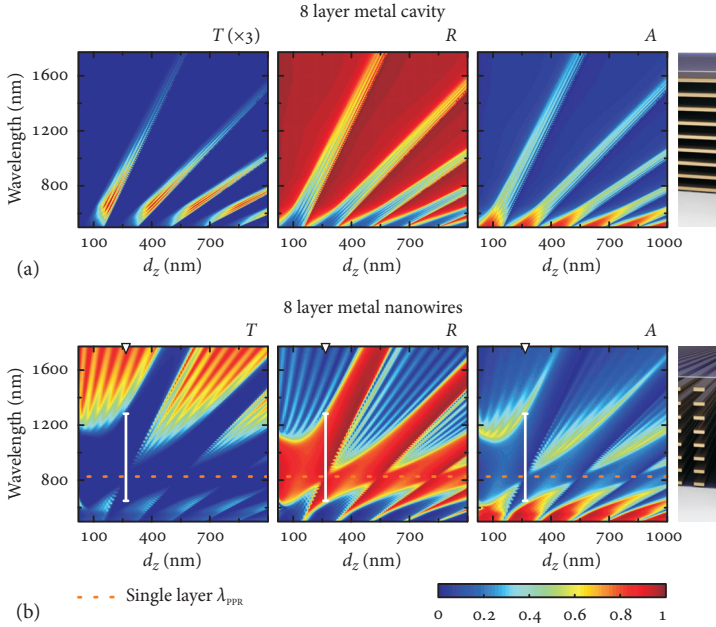 8 layer metal cavity
T (×3) R A
Wavelength (nm)
1600
1200
800
100 400 700 100 400 700 100 400 700 1000
(a) d_z (nm) d_z (nm) d_z (nm)
8 layer metal nanowires
T R A
Wavelength (nm)
1600
1200
800
100 400 700 100 400 700 100 400 700 1000
d_z (nm) d_z (nm) d_z (nm)
(b) Single layer λ_PPR
0 0.2 0.4 0.6 0.8 1